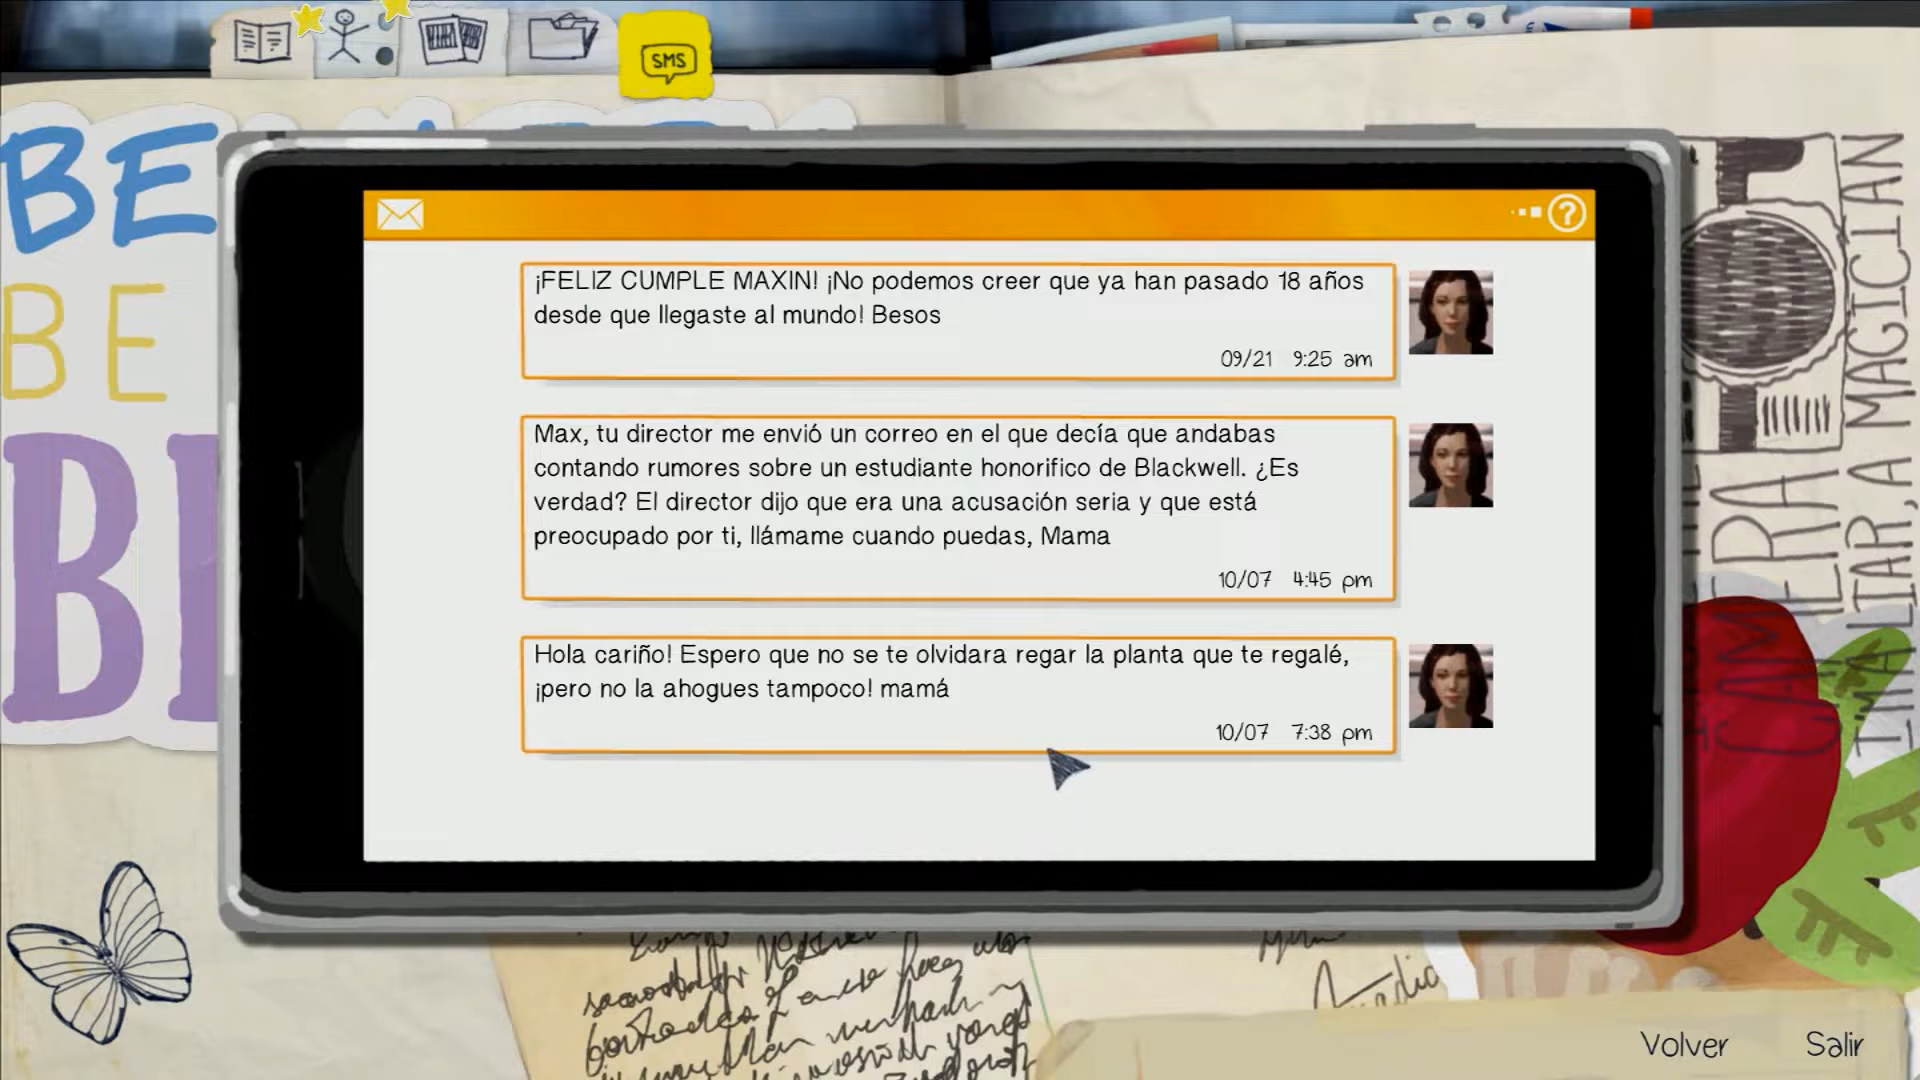 SMS
BE
BE
¡FELIZ CUMPLE MAXIN! ¡No podemos creer que ya han pasado 18 años
desde que llegaste al mundo! Besos
09/21 9:25 am
Max, tu director me envió un correo en el que decía que andabas
contando rumores sobre un estudiante honorifico de Blackwell. ¿Es
verdad? El director dijo que era una acusación seria y que está
preocupado por ti, llámame cuando puedas, Mama
10/07 4:45 pm
Hola cariño! Espero que no se te olvidara regar la planta que te regalé,
¡pero no la ahogues tampoco! mamá
10/07 7:38 pm
CAMERA
A MAGICIAN
Volver
Salir